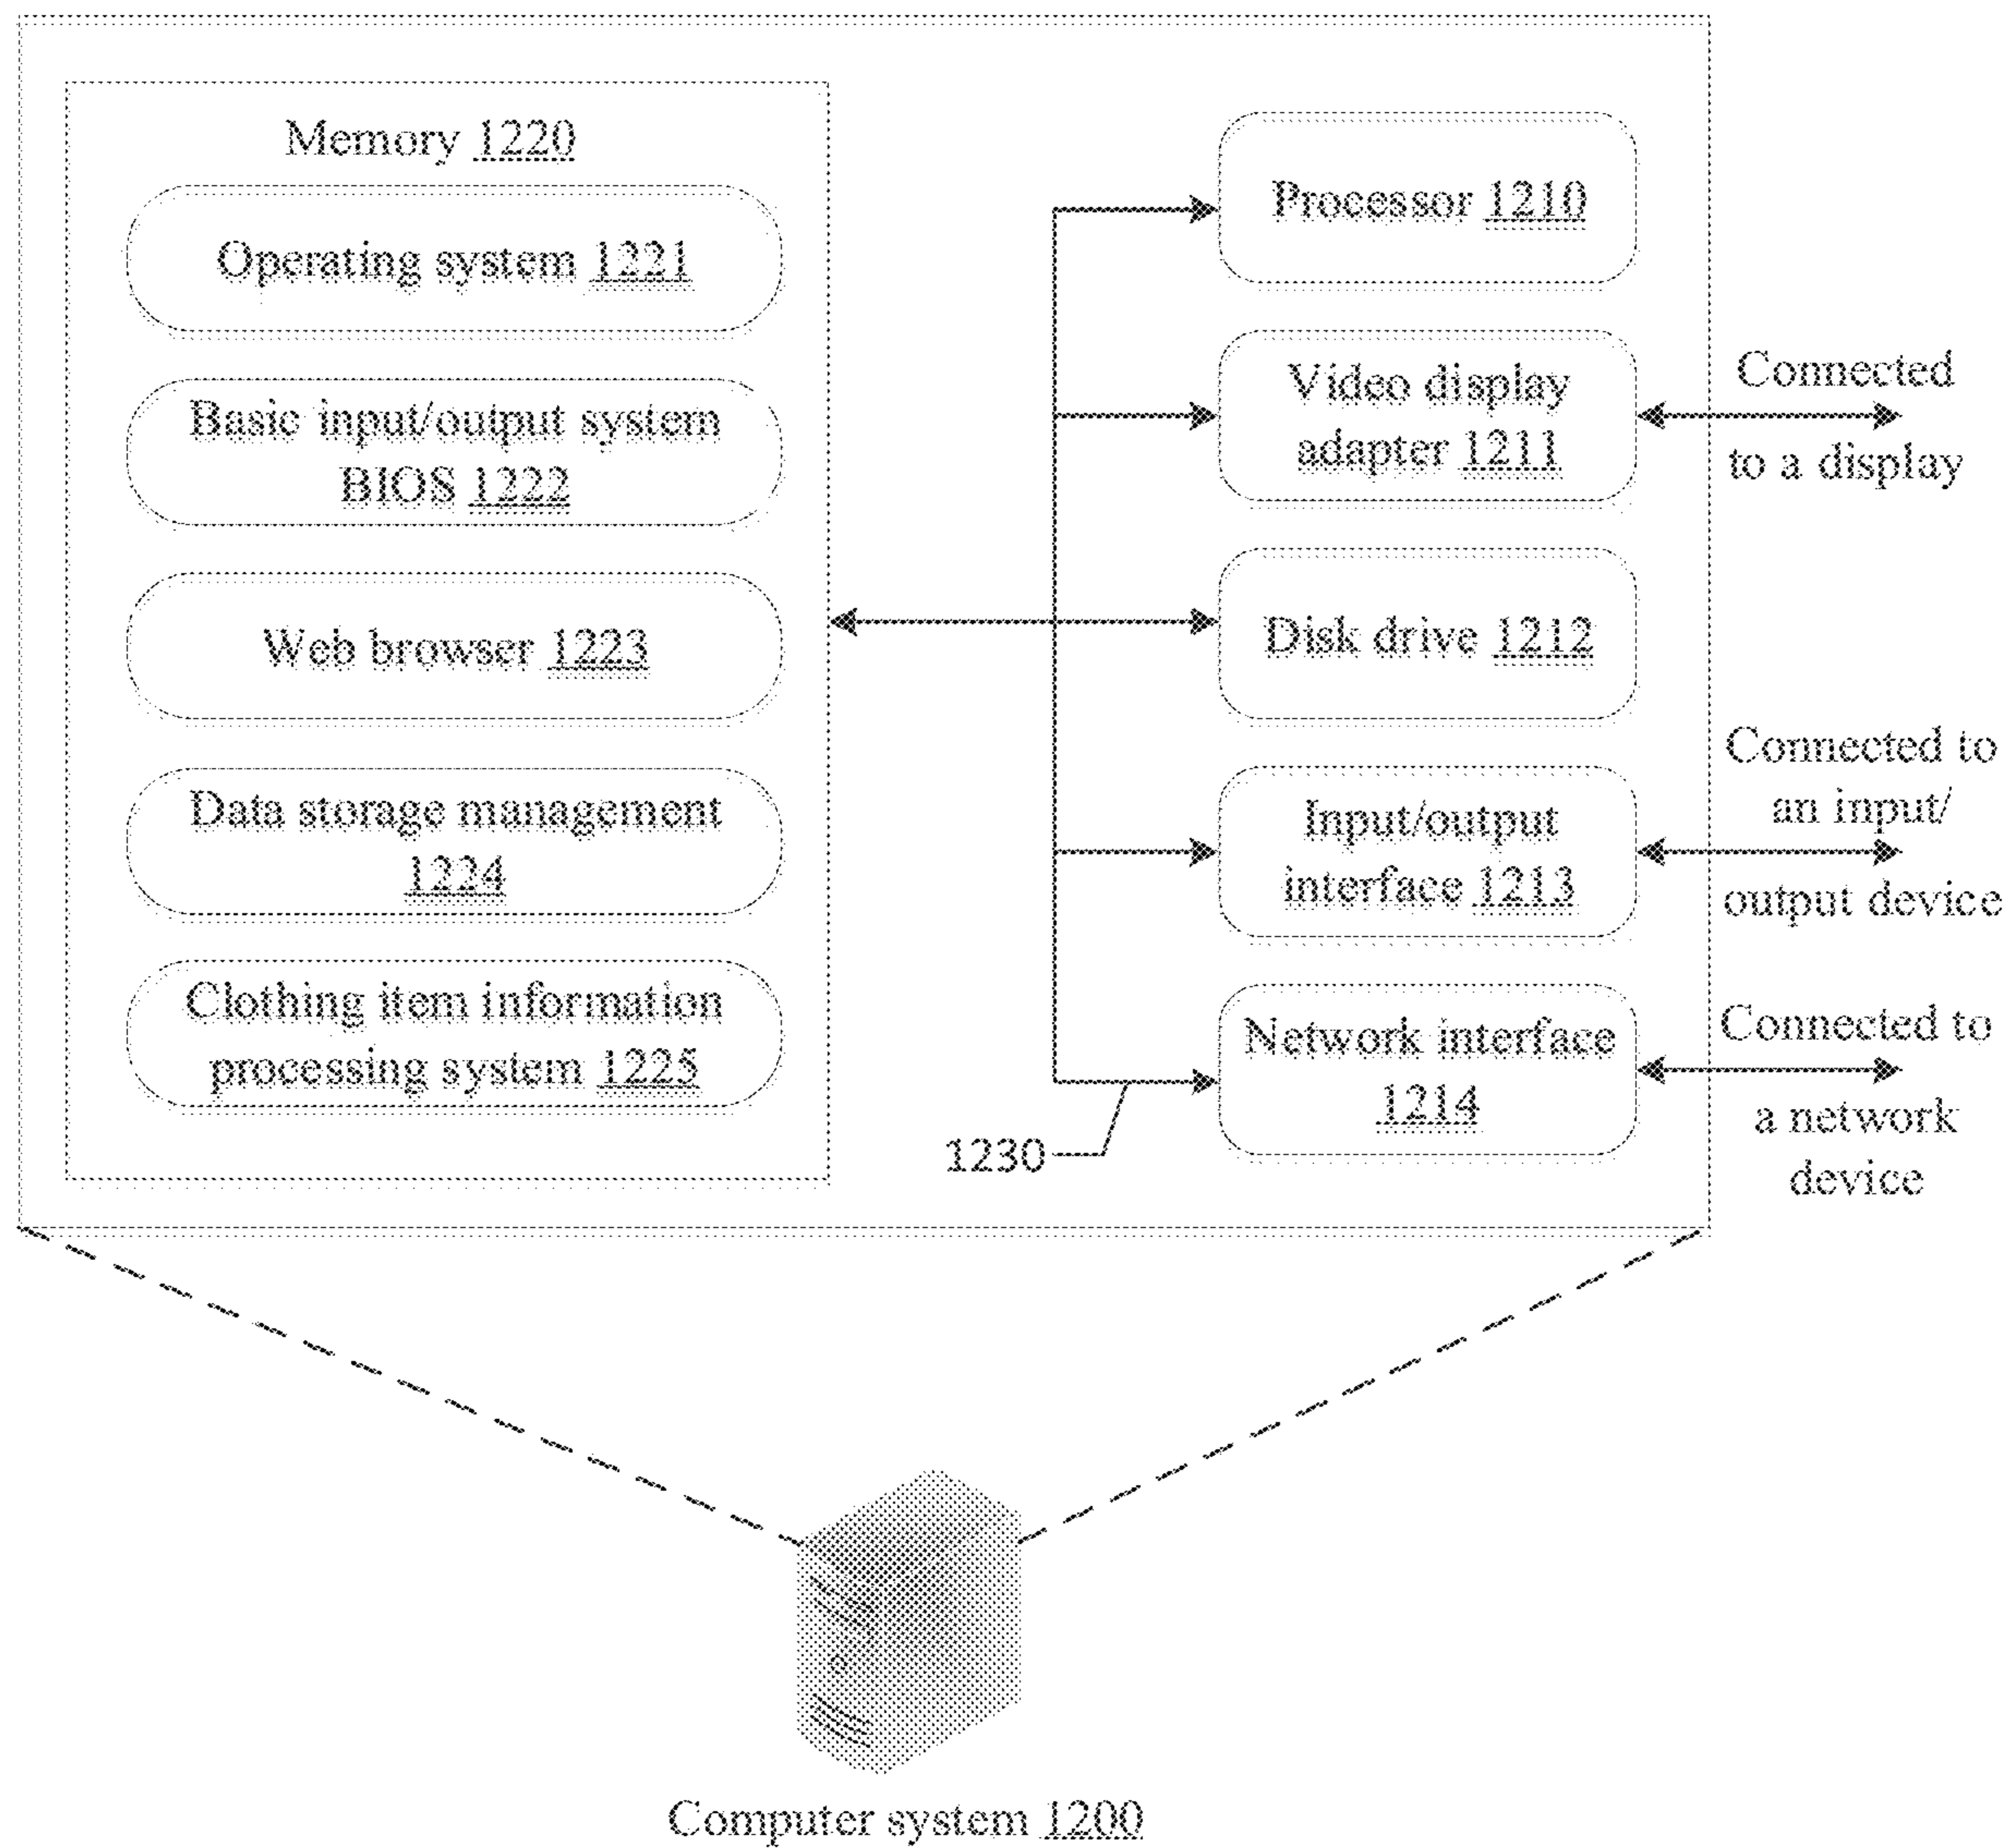 Memory 1220
Operating system 1221
Basic input/output system
BIOS 1222
Web browser 1223
Data storage management
1224
Clothing item information
processing system 1225
Processor 1210
Video display
adapter 1211
Disk drive 1212
Input/output
interface 1213
Network interface
1214
1230
Connected
to a display
Connected to
an input/
output device
Connected to
a network
device
Computer system 1200